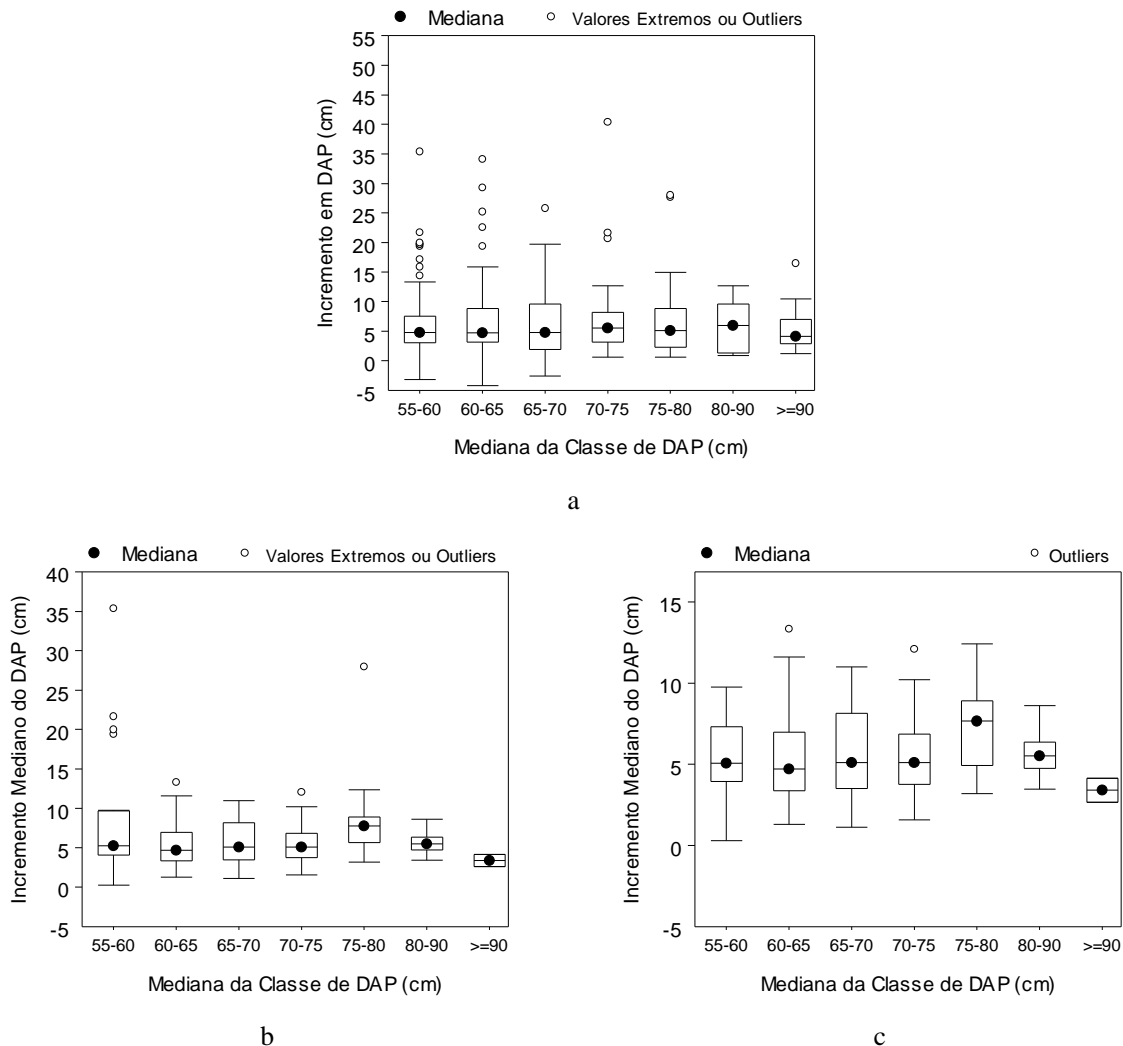 Mediana Valores Extremos ou Outliers
Incremento em DAP (cm)
55
50
45
40
35
30
25
20
15
10
5
0
-5
55-60 60-65 65-70 70-75 75-80 80-90 >=90
Mediana da Classe de DAP (cm)
a
Mediana Valores Extremos ou Outliers
Incremento Mediano do DAP (cm)
40
35
30
25
20
15
10
5
0
-5
55-60 60-65 65-70 70-75 75-80 80-90 >=90
Mediana da Classe de DAP (cm)
b
Mediana Outliers
Incremento Mediano do DAP (cm)
15
10
5
0
-5
55-60 60-65 65-70 70-75 75-80 80-90 >=90
Mediana da Classe de DAP (cm)
c